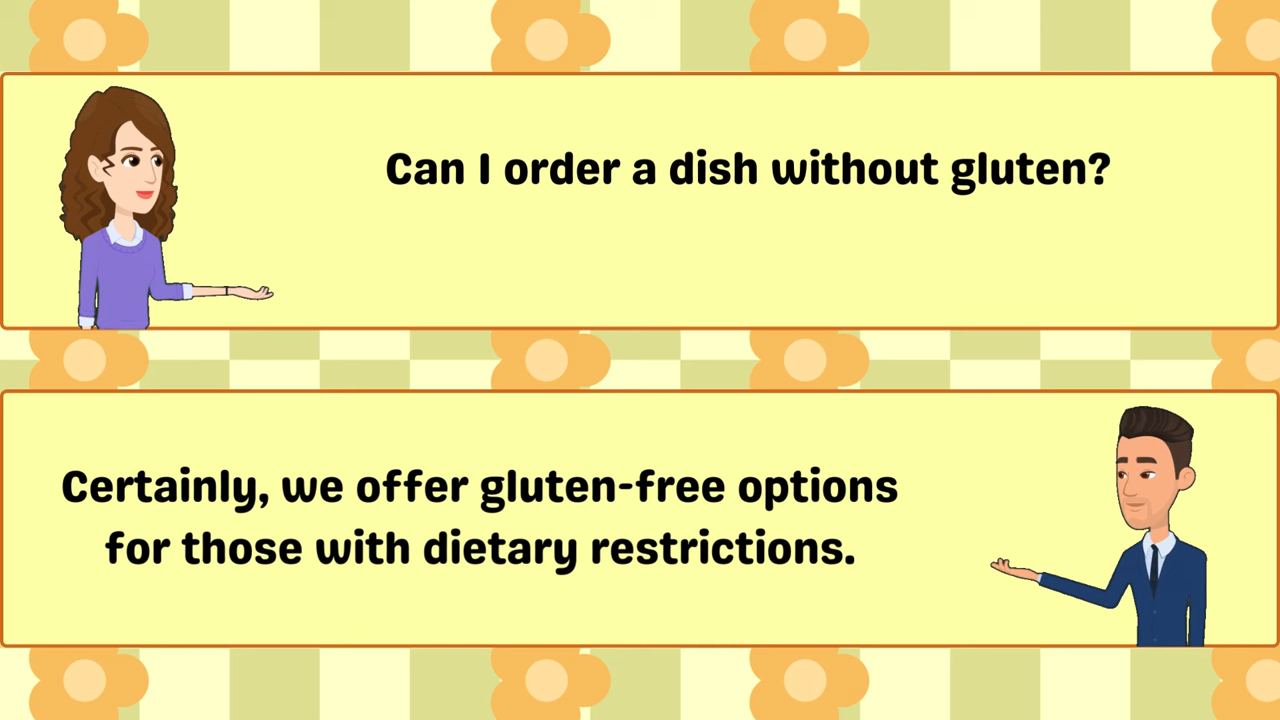 Can I order a dish without gluten?
Certainly, we offer gluten-free options
for those with dietary restrictions.